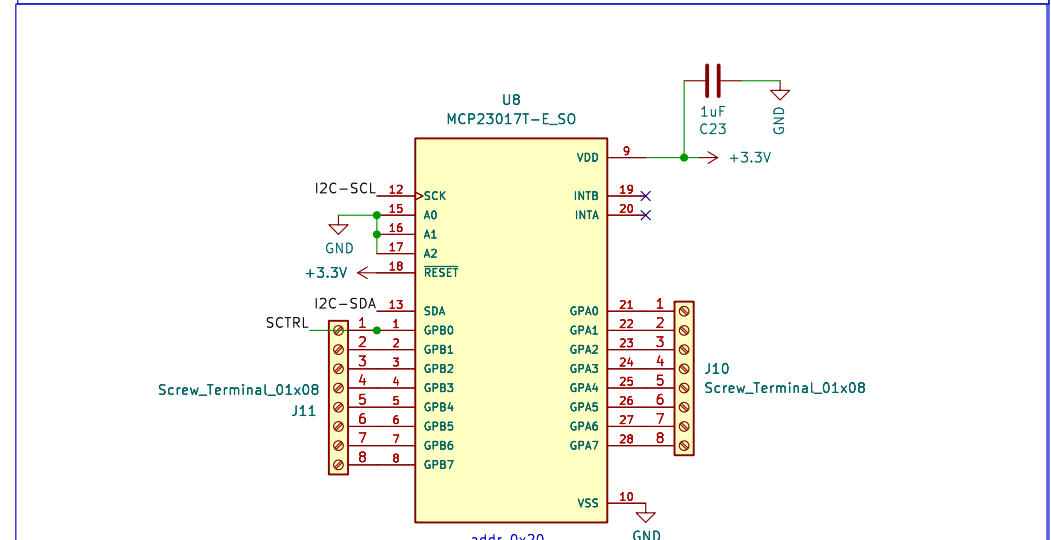 U8
MCP23017T-E_SO
1uF
C23
GND
VDD 9 +3.3V
I2C-SCL 12 SCK INTB 19
15 A0 INTA 20
16 A1
GND 17 A2
+3.3V 18 RESET
I2C-SDA 13 SDA GPA0 21 1
SCTRL 1 1 GPB0 GPA1 22 2
2 2 GPB1 GPA2 23 3
3 3 GPB2 GPA3 24 4 J10
Screw_Terminal_01x08 4 4 GPB3 GPA4 25 5 Screw_Terminal_01x08
J11 5 5 GPB4 GPA5 26 6
6 6 GPB5 GPA6 27 7
7 7 GPB6 GPA7 28 8
8 8 GPB7
VSS 10
GND
addr 0x20